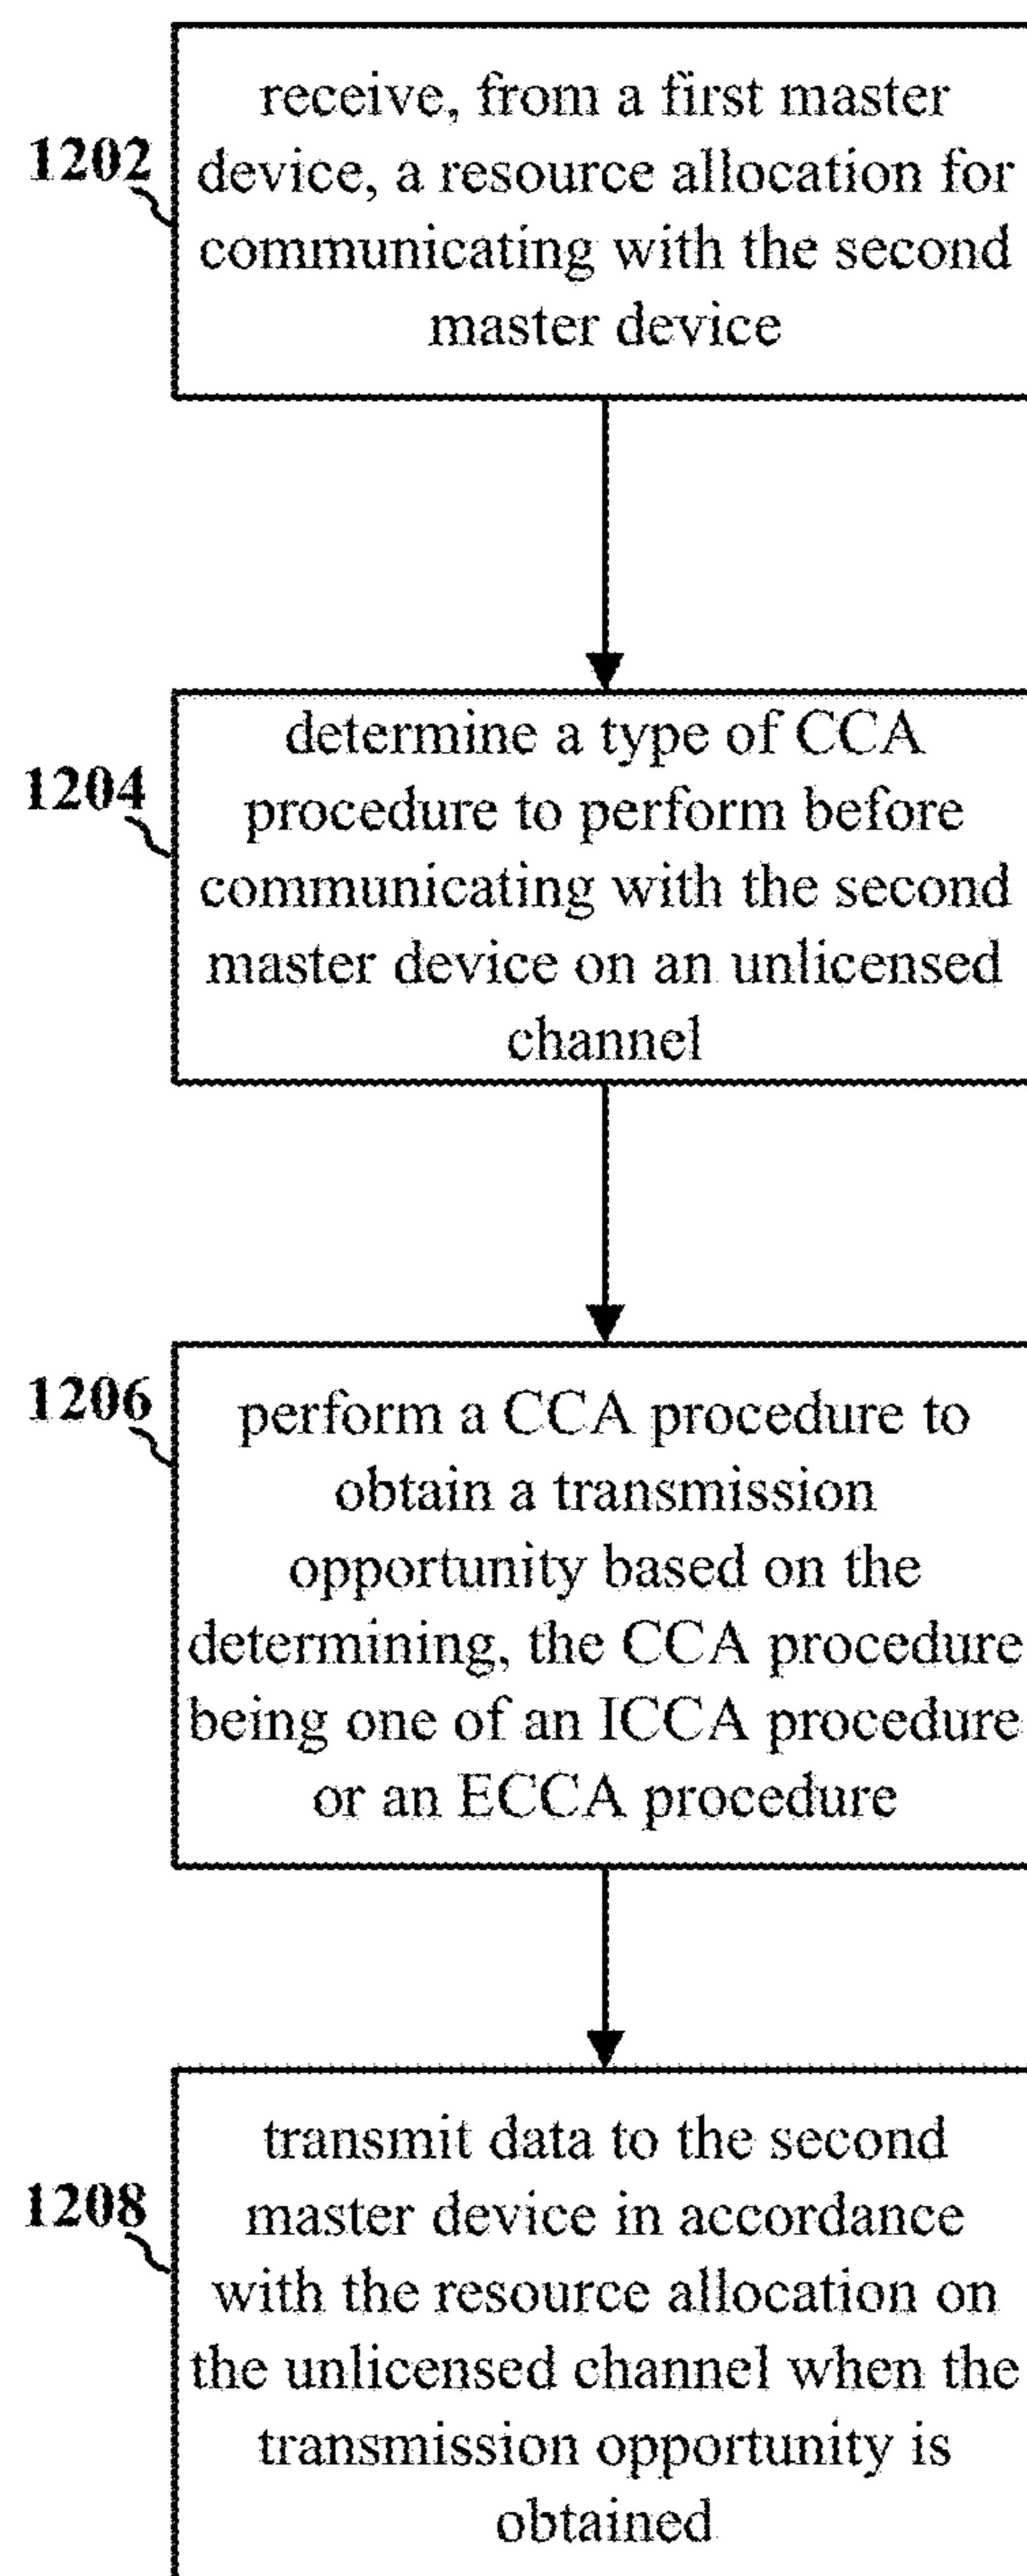 receive, from a first master
1202
device, a resource allocation for
communicating with the second
master device
determine a type of CCA
1204
procedure to perform before
communicating with the second
master device on an unlicensed
channel
1206
perform a CCA procedure to
obtain a transmission
opportunity based on the
determining, the CCA procedure
being one of an ICCA procedure
or an ECCA procedure
transmit data to the second
1208
master device in accordance
with the resource allocation on
the unlicensed channel when the
transmission opportunity is
obtained